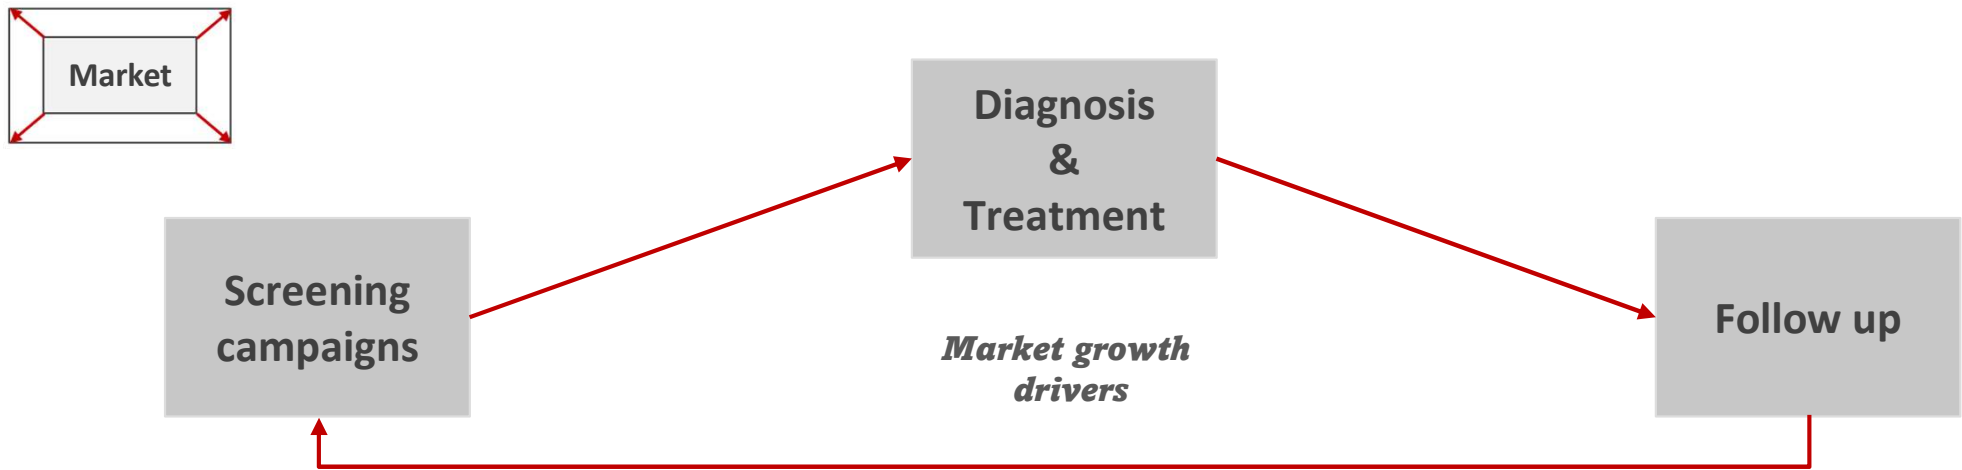 Market
Diagnosis
&
Treatment
Screening
campaigns
Follow up
Market growth
drivers